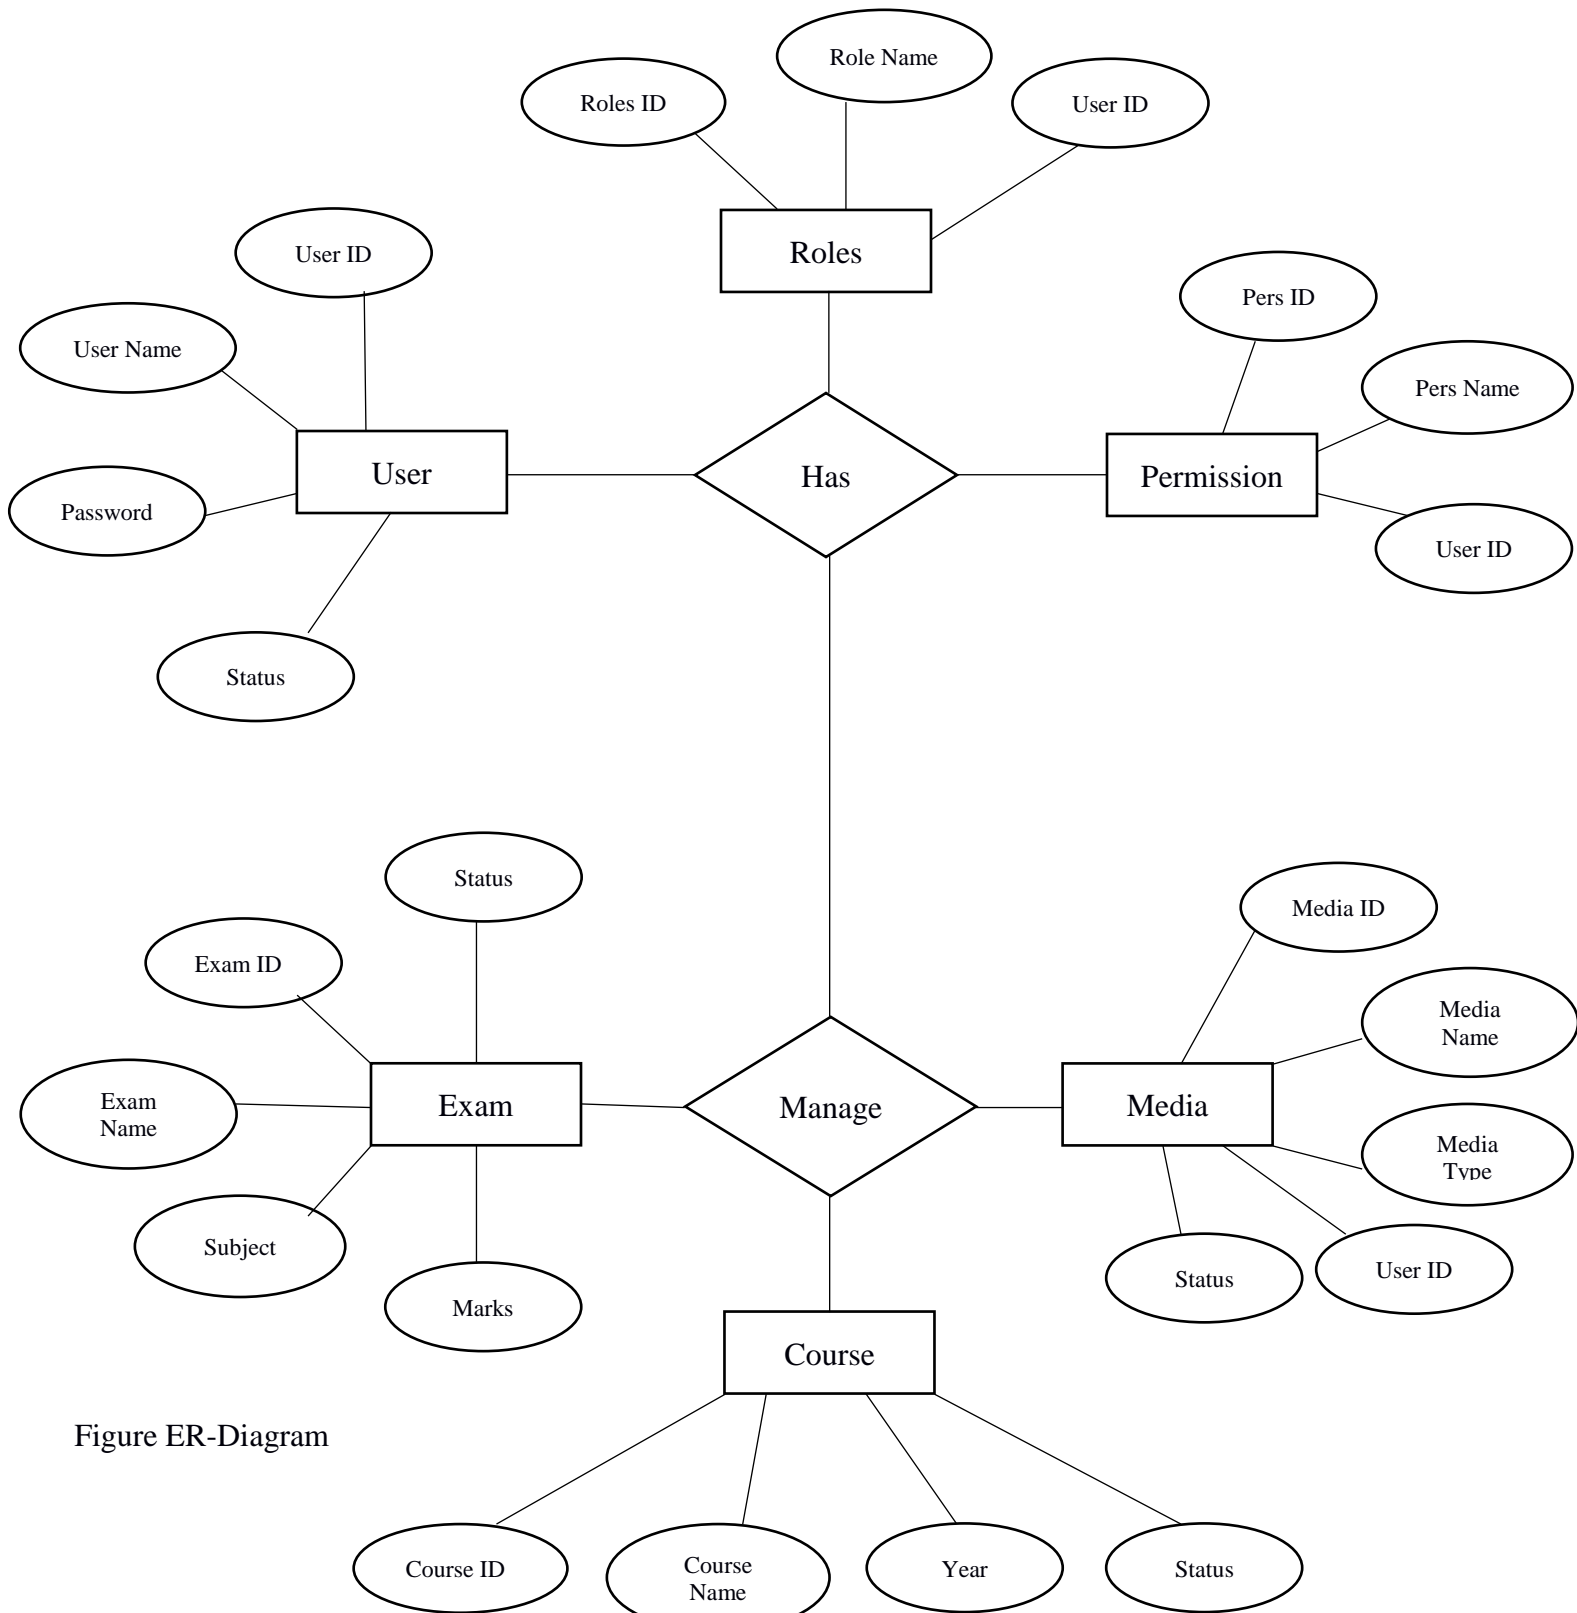 Role Name
Roles ID
User ID
Roles
User ID
Pers ID
User Name
Pers Name
User
Has
Permission
Password
User ID
Status
Status
Media ID
Exam ID
Media
Name
Exam
Name
Exam
Manage
Media
Media
Type
Subject
Status
User ID
Marks
Course
Figure ER-Diagram
Course ID
Course
Name
Year
Status